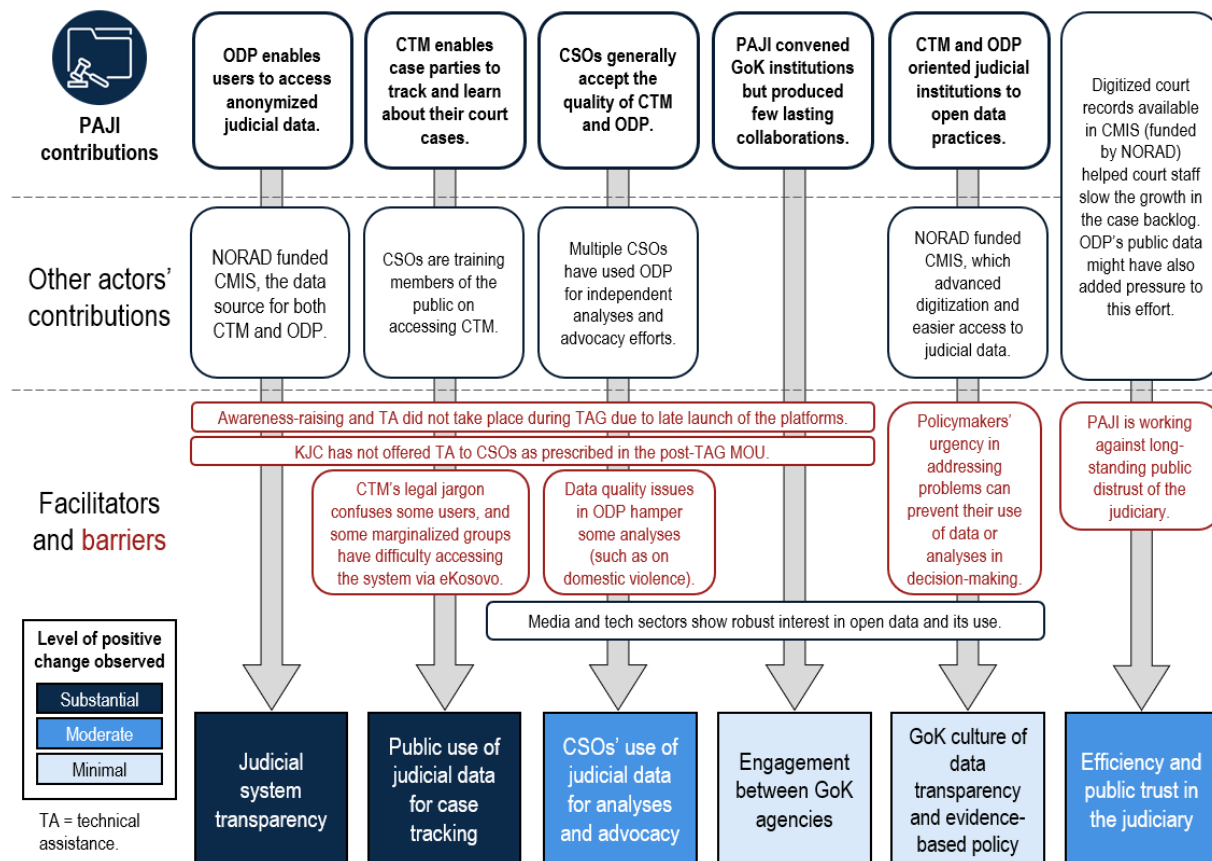 PAJI
contributions
ODP enables
users to access
anonymized
judicial data.
CTM enables
case parties to
track and learn
about their court
cases.
CSOs generally
accept the
quality of CTM
and ODP.
PAJI convened
GoK institutions
but produced
few lasting
collaborations.
CTM and ODP
oriented judicial
institutions to
open data
practices.
Digitized court
records available
in CMIS (funded
by NORAD)
helped court staff
slow the growth in
the case backlog.
ODP's public data
might have also
added pressure to
this effort.
Other actors'
contributions
NORAD funded
CMIS, the data
source for both
CTM and ODP.
CSOs are training
members of the
public on
accessing CTM.
Multiple CSOs
have used ODP
for independent
analyses and
advocacy efforts.
NORAD funded
CMIS, which
advanced
digitization and
easier access to
judicial data.
Facilitators
and barriers
Awareness-raising and TA did not take place during TAG due to late launch of the platforms.
KJC has not offered TA to CSOs as prescribed in the post-TAG MOU.
CTM's legal jargon
confuses some users, and
some marginalized groups
have difficulty accessing
the system via eKosovo.
Data quality issues
in ODP hamper
some analyses
(such as on
domestic violence).
Policymakers'
urgency in
addressing
problems can
prevent their use
of data or
analyses in
decision-making.
PAJI is working
against long-
standing public
distrust of the
judiciary.
Media and tech sectors show robust interest in open data and its use.
Level of positive
change observed
Substantial
Moderate
Minimal
TA = technical
assistance.
Judicial
system
transparency
Public use of
judicial data
for case
tracking
CSOs' use of
judicial data
for analyses
and advocacy
Engagement
between GoK
agencies
GoK culture of
data
transparency
and evidence-
based policy
Efficiency and
public trust in
the judiciary